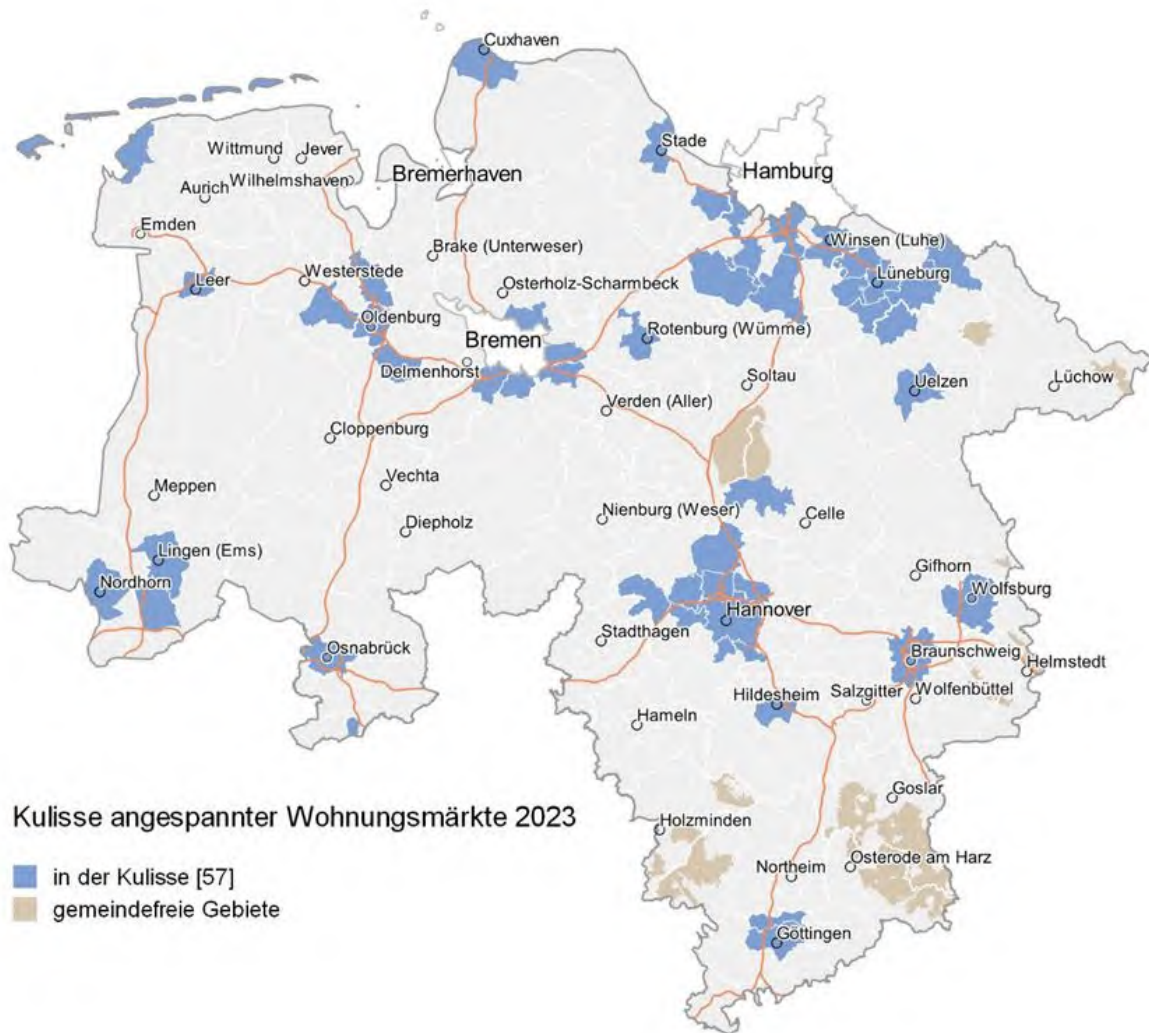 Cuxhaven
Stade
Wittmund
Jever
Hamburg
Bremerhaven
Wilhelmshaven
Aurich
Emden
Winsen (Luhe)
Brake (Unterweser)
Westerstede
Leer
Lüneburg
Osterholz-Scharmbeck
Oldenburg
Rotenburg (Wümme)
Bremen
Delmenhorst
Soltau
Uelzen
Lüchow
Verden (Aller)
Cloppenburg
Vechta
Meppen
Nienburg (Weser)
Celle
Diepholz
Lingen (Ems)
Gifhorn
Nordhorn
Wolfsburg
Hannover
Stadthagen
Osnabrück
Braunschweig
Helmstedt
Hildesheim
Salzgitter
Wolfenbüttel
Hameln
Goslar
Kulisse angespannter Wohnungsmärkte 2023
Holzminden
Northeim
Osterode am Harz
in der Kulisse [57]
gemeindefreie Gebiete
Göttingen